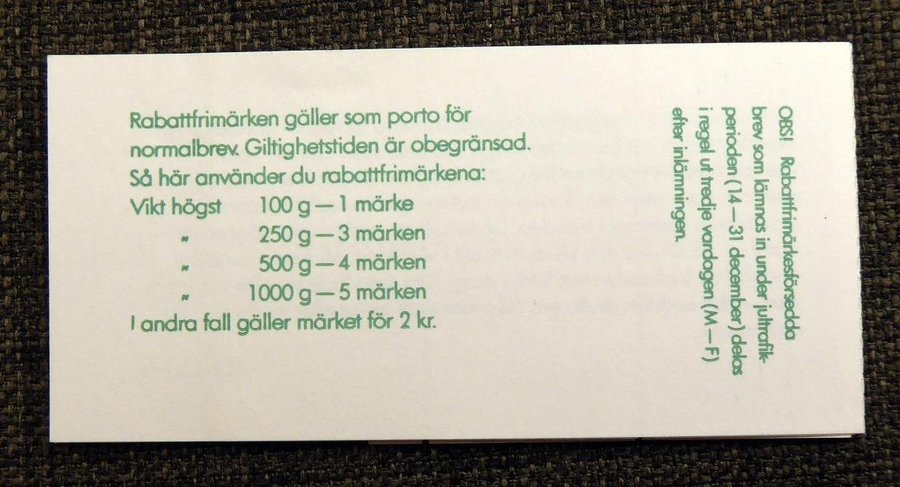 Rabattfrimärken gäller som porto för
normalbrev. Giltighetstiden är obegränsad.
Så här använder du rabattfrimärkena:
Vikt högst 100 g — 1 märke
" 250 g — 3 märken
" 500 g — 4 märken
" 1000 g — 5 märken
I andra fall gäller märket för 2 kr.
OBS! Rabattfrimärkesförsedda
brev som lämnas in under jultrafik-
perioden (14 — 31 december) delas
i regel ut tredje vardagen (M — F)
efter inlämningen.